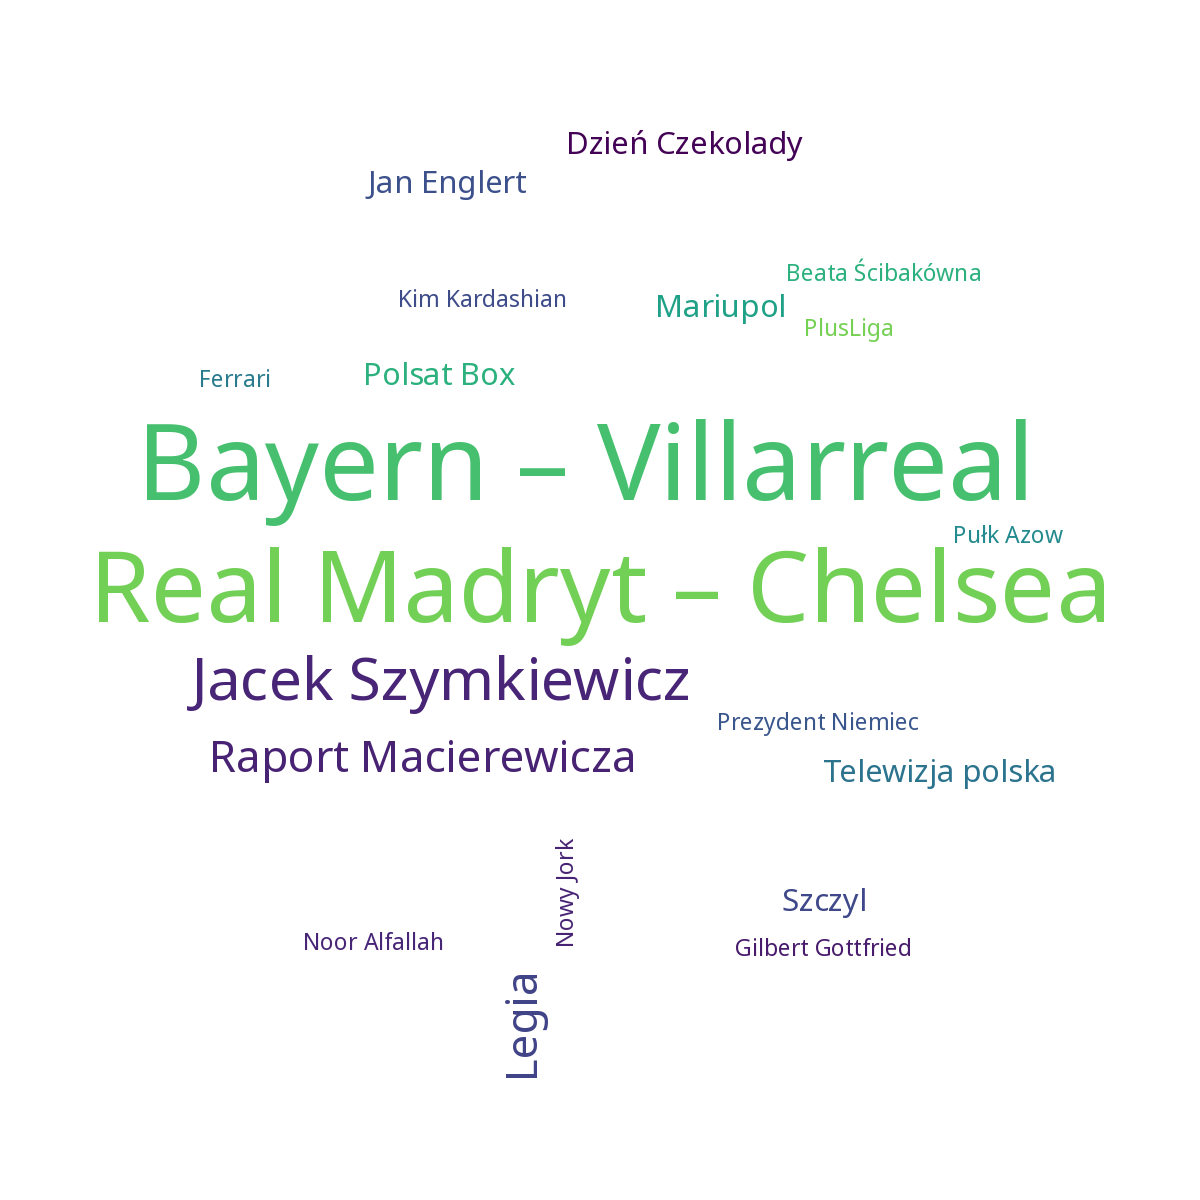 Dzień Czekolady
Jan Englert
Beata Ścibakówna
Kim Kardashian
Mariupol
PlusLiga
Ferrari
Polsat Box
Bayern – Villarreal
Pułk Azow
Real Madryt – Chelsea
Jacek Szymkiewicz
Prezydent Niemiec
Raport Macierewicza
Telewizja polska
Nowy Jork
Szczyl
Noor Alfallah
Gilbert Gottfried
Legia